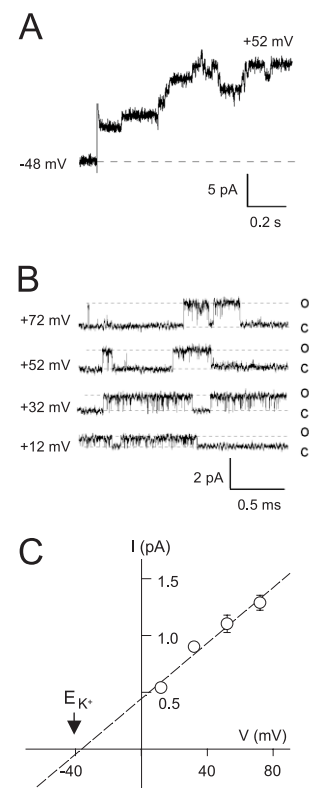 A
+52 mV
-48 mV
5 pA
0.2 s
B
+72 mV
o
c
+52 mV
o
c
+32 mV
o
c
+12 mV
o
c
2 pA
0.5 ms
C
I (pA)
1.5
1.0
0.5
EK+
V (mV)
-40
40
80